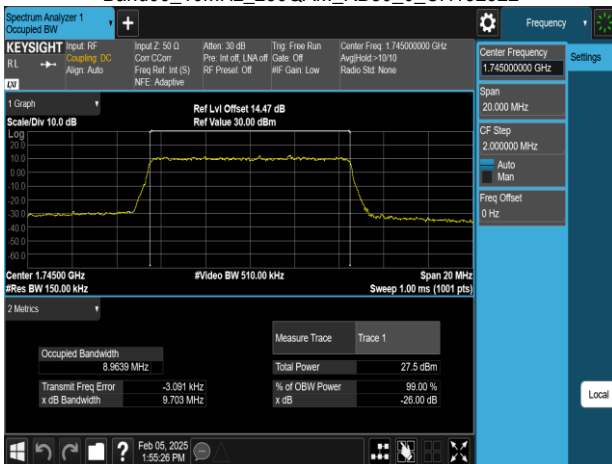 Spectrum Analyzer 1
Occupied BW
Frequency
KEYSIGHT
RL
LXI
Input: RF
Coupling: DC
Align: Auto
Input Z: 50 Ω
Corr CCorr
Freq Ref: Int (S)
NFE: Adaptive
Atten: 30 dB
Pre: Int off, LNA off
RF Preset: Off
Trig: Free Run
Gate: Off
#IF Gain: Low
Center Freq: 1.745000000 GHz
Avg|Hold:>10/10
Radio Std: None
Center Frequency
1.745000000 GHz
Settings
Span
20.000 MHz
CF Step
2.000000 MHz
Auto
Man
Freq Offset
0 Hz
1 Graph
Scale/Div 10.0 dB
Ref Lvl Offset 14.47 dB
Ref Value 30.00 dBm
Log
20.0
10.0
0.00
-10.0
-20.0
-30.0
-40.0
-50.0
-60.0
Center 1.74500 GHz
#Video BW 510.00 kHz
Span 20 MHz
#Res BW 150.00 kHz
Sweep 1.00 ms (1001 pts)
2 Metrics
Measure Trace
Trace 1
Occupied Bandwidth
8.9639 MHz
Total Power
27.5 dBm
Transmit Freq Error
-3.091 kHz
% of OBW Power
99.00 %
x dB Bandwidth
9.703 MHz
x dB
-26.00 dB
Local
Feb 05, 2025
1:55:26 PM